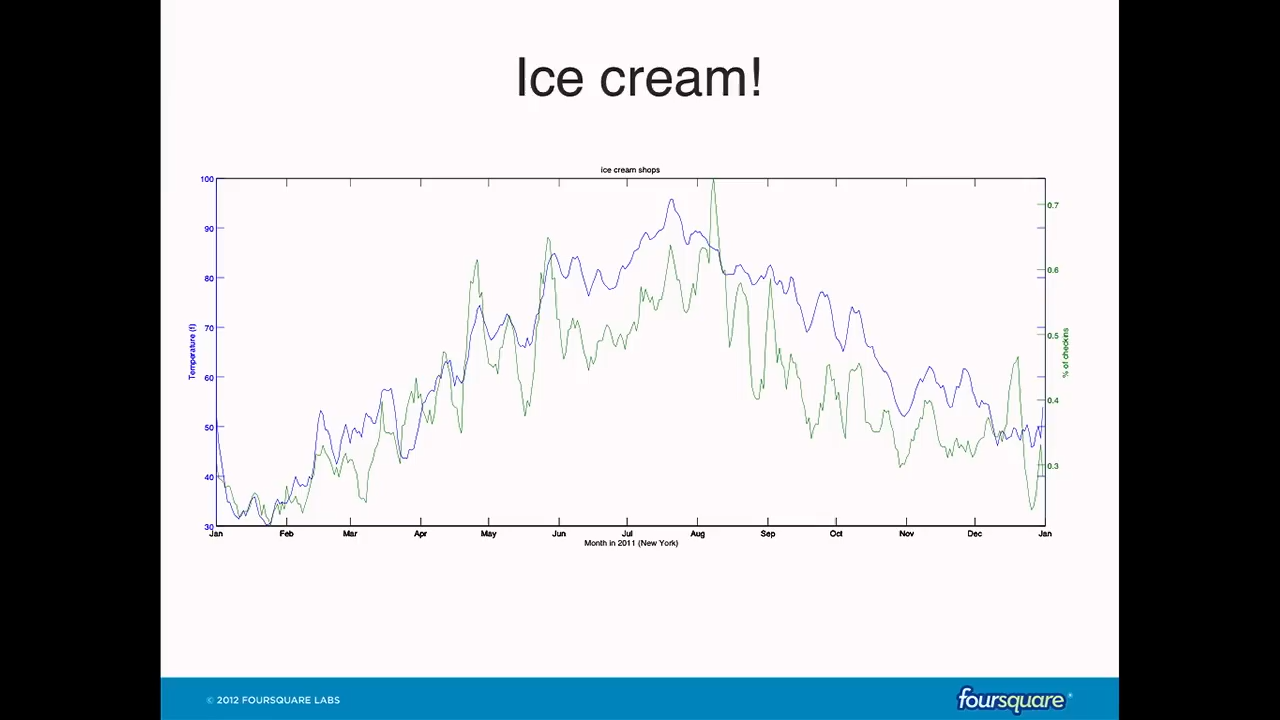 Ice cream!
ice cream shops
100
90
80
70
60
50
40
30
Temperature (f)
0.7
0.6
0.5
0.4
0.3
% of checkins
Jan Feb Mar Apr May Jun Jul Aug Sep Oct Nov Dec Jan
Month in 2011 (New York)
© 2012 FOURSQUARE LABS
foursquare®